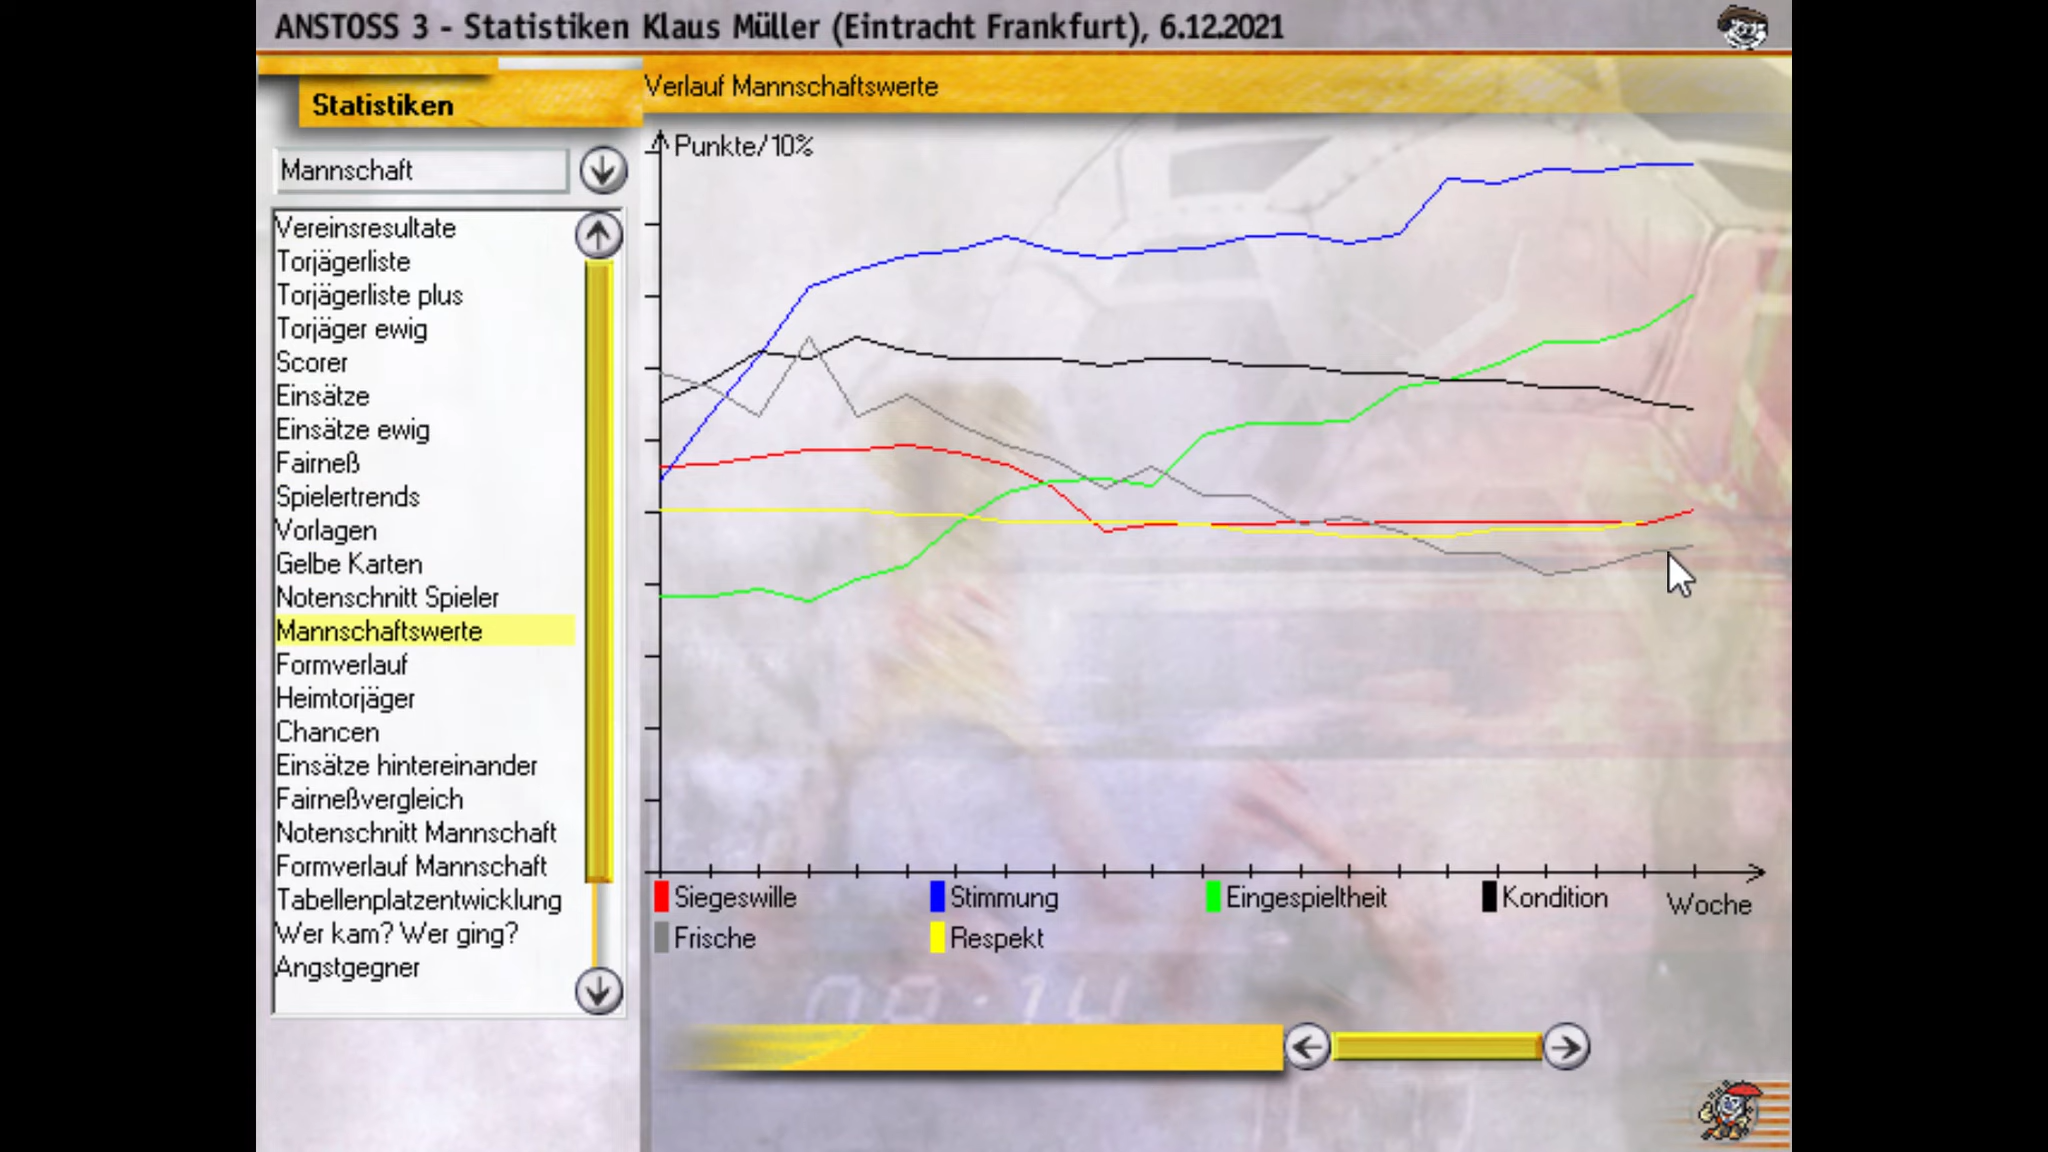 ANSTOSS 3 - Statistiken Klaus Müller (Eintracht Frankfurt), 6.12.2021
Statistiken
Verlauf Mannschaftswerte
Mannschaft
Vereinsresultate
Torjägerliste
Torjägerliste plus
Torjäger ewig
Scorer
Einsätze
Einsätze ewig
Fairneß
Spielertrends
Vorlagen
Gelbe Karten
Notenschnitt Spieler
Mannschaftswerte
Formverlauf
Heimtorjäger
Chancen
Einsätze hintereinander
Fairneßvergleich
Notenschnitt Mannschaft
Formverlauf Mannschaft
Tabellenplatzentwicklung
Wer kam? Wer ging?
Angstgegner
Punkte/10%
Siegeswille Stimmung Eingespieltheit Kondition Woche
Frische Respekt